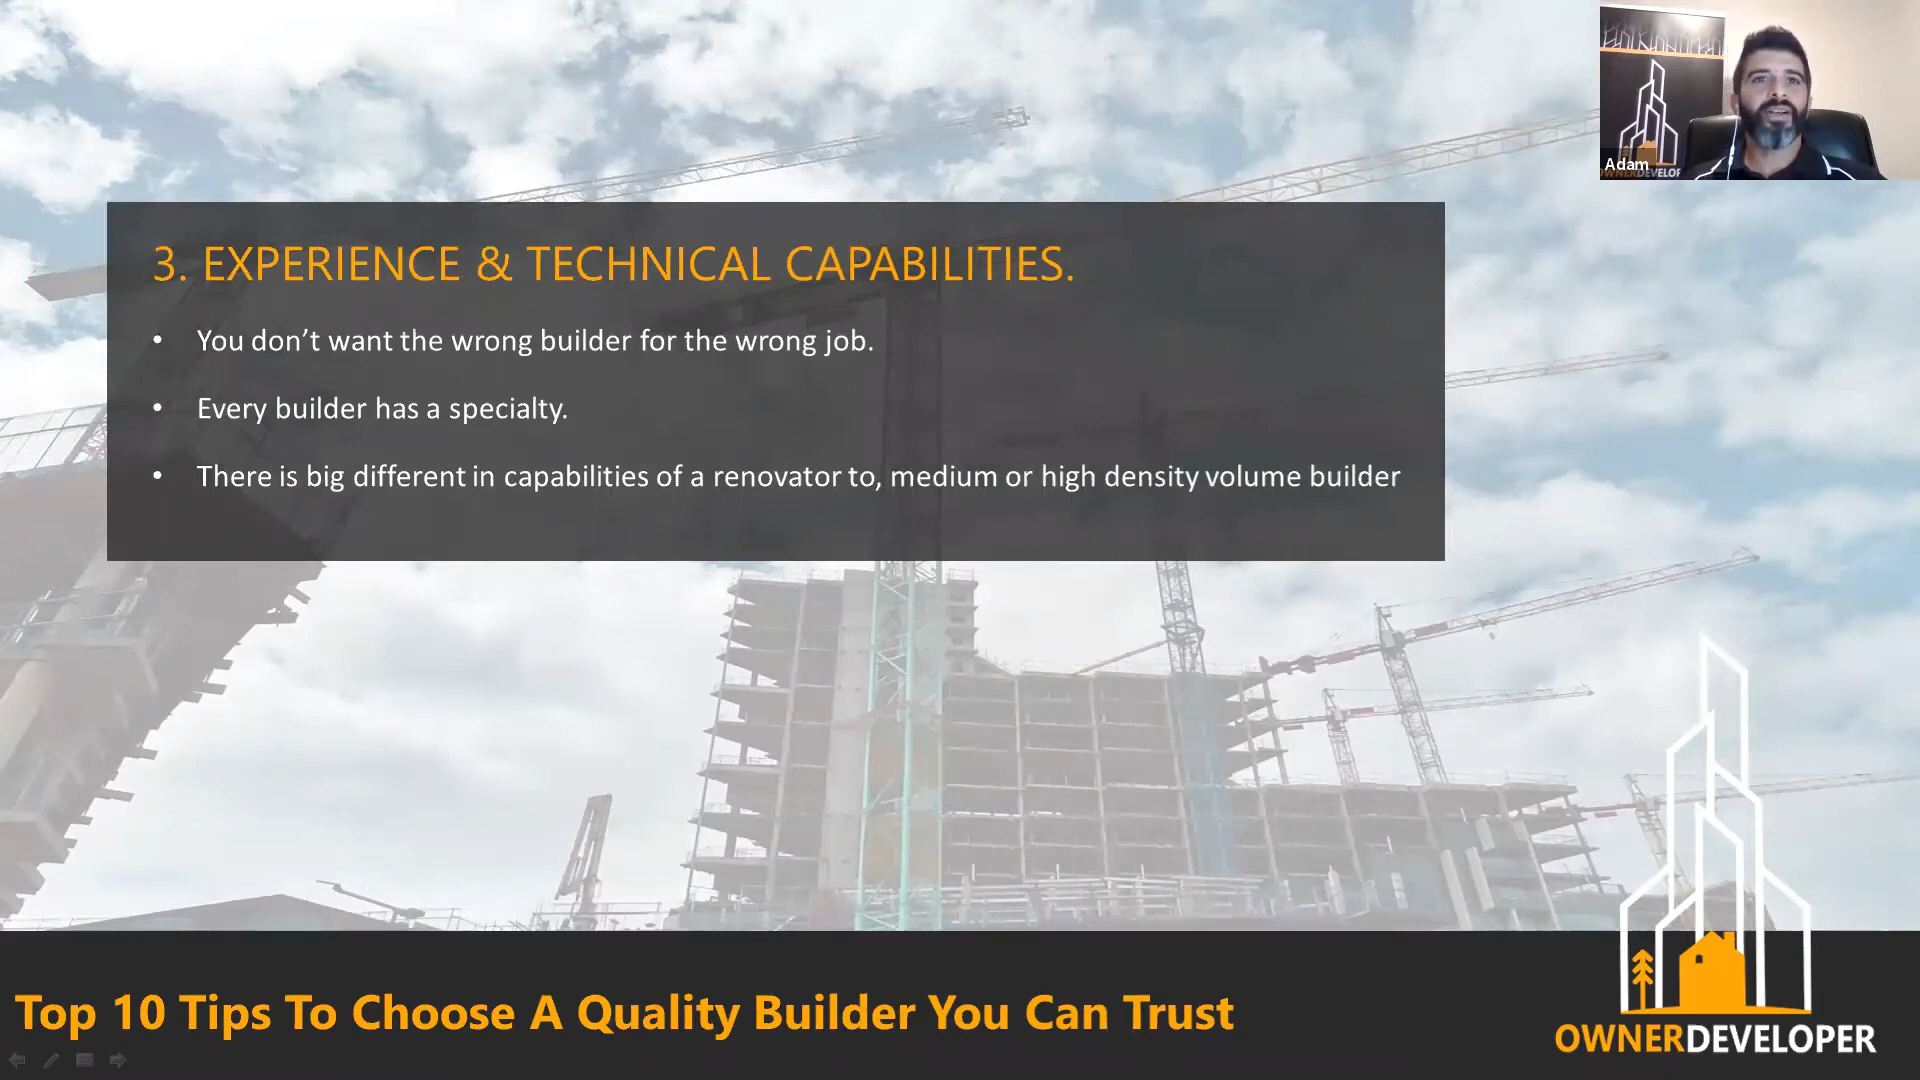 Adam
OWNERDEVELOP
3. EXPERIENCE & TECHNICAL CAPABILITIES.
• You don’t want the wrong builder for the wrong job.
• Every builder has a specialty.
• There is big different in capabilities of a renovator to, medium or high density volume builder
Top 10 Tips To Choose A Quality Builder You Can Trust
OWNERDEVELOPER